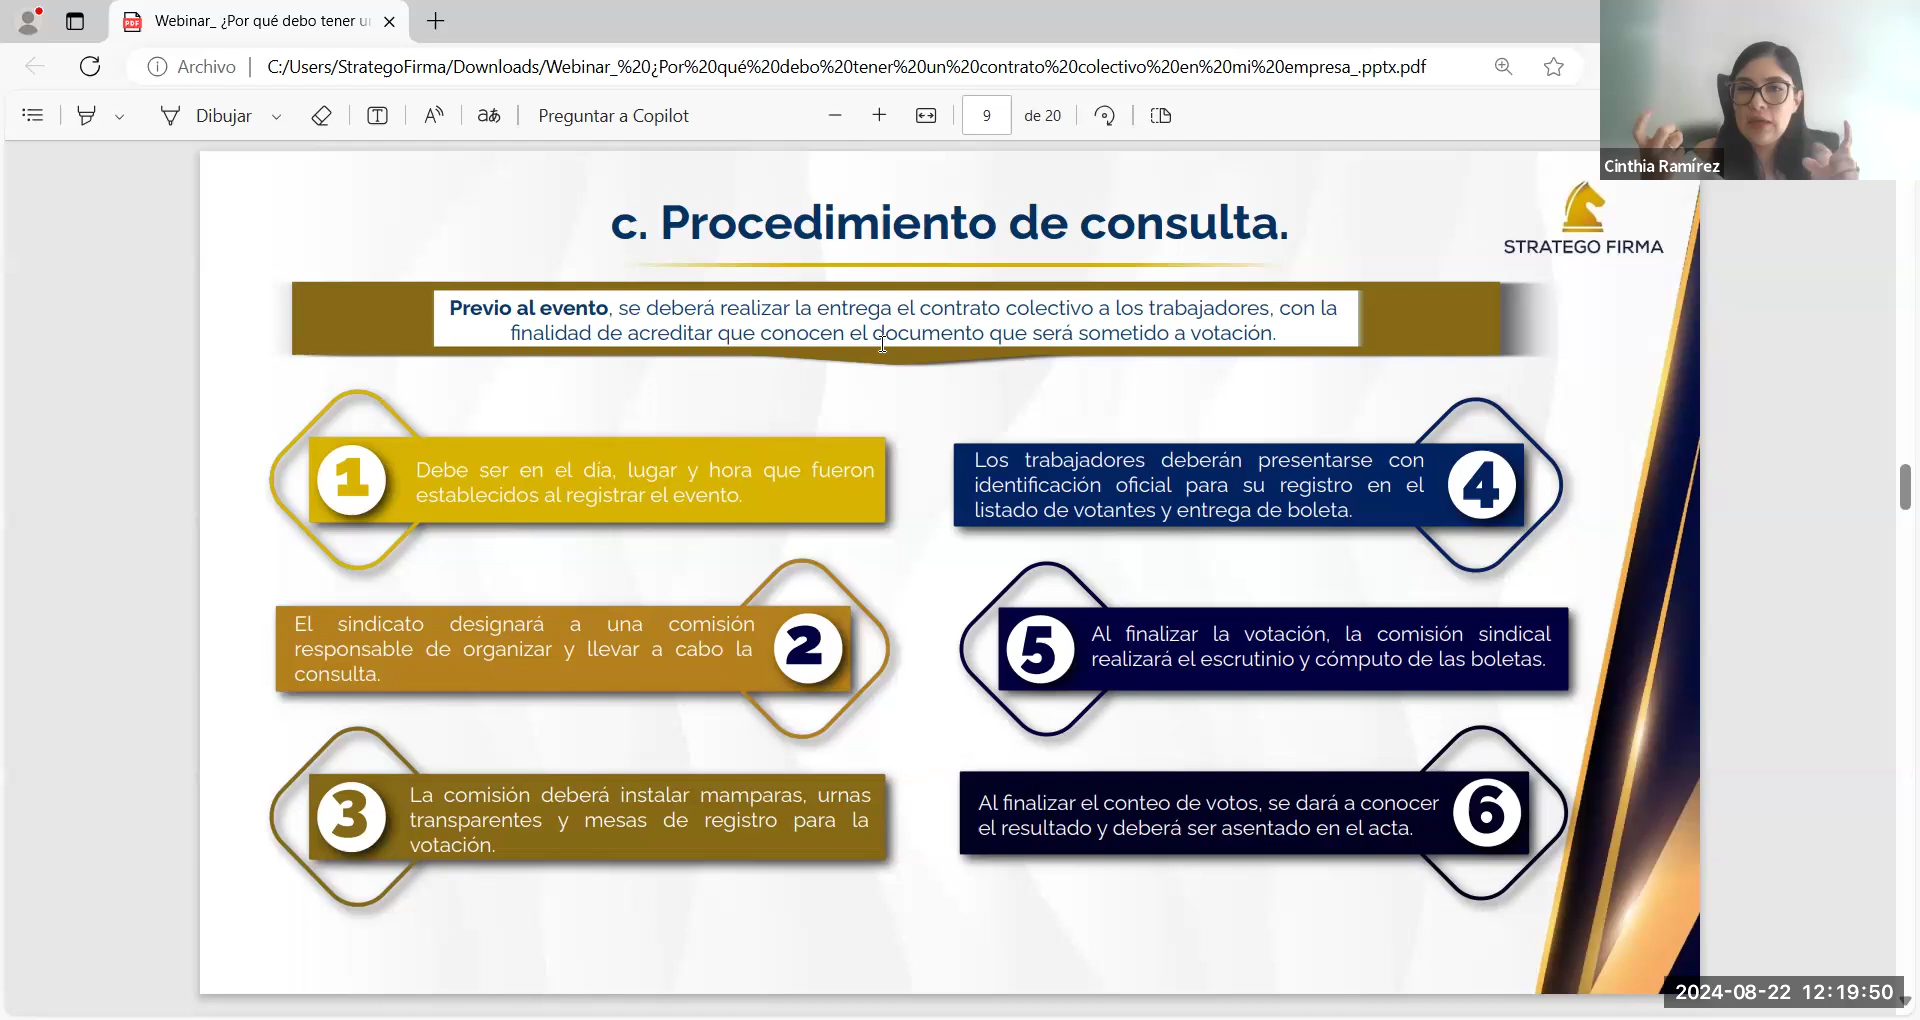 Webinar_ ¿Por qué debo tener u
Archivo
C:/Users/StrategoFirma/Downloads/Webinar_%20¿Por%20qué%20debo%20tener%20un%20contrato%20colectivo%20en%20mi%20empresa_.pptx.pdf
Dibujar
Preguntar a Copilot
9
de 20
Cinthia Ramírez
c. Procedimiento de consulta.
STRATEGO FIRMA
Previo al evento, se deberá realizar la entrega el contrato colectivo a los trabajadores, con la
finalidad de acreditar que conocen el documento que será sometido a votación.
1
Debe ser en el día, lugar y hora que fueron
establecidos al registrar el evento.
El sindicato designará a una comisión
responsable de organizar y llevar a cabo la
consulta.
2
3
La comisión deberá instalar mamparas, urnas
transparentes y mesas de registro para la
votación.
Los trabajadores deberán presentarse con
identificación oficial para su registro en el
listado de votantes y entrega de boleta.
4
5
Al finalizar la votación, la comisión sindical
realizará el escrutinio y cómputo de las boletas.
Al finalizar el conteo de votos, se dará a conocer
el resultado y deberá ser asentado en el acta.
6
2024-08-22 12:19:50